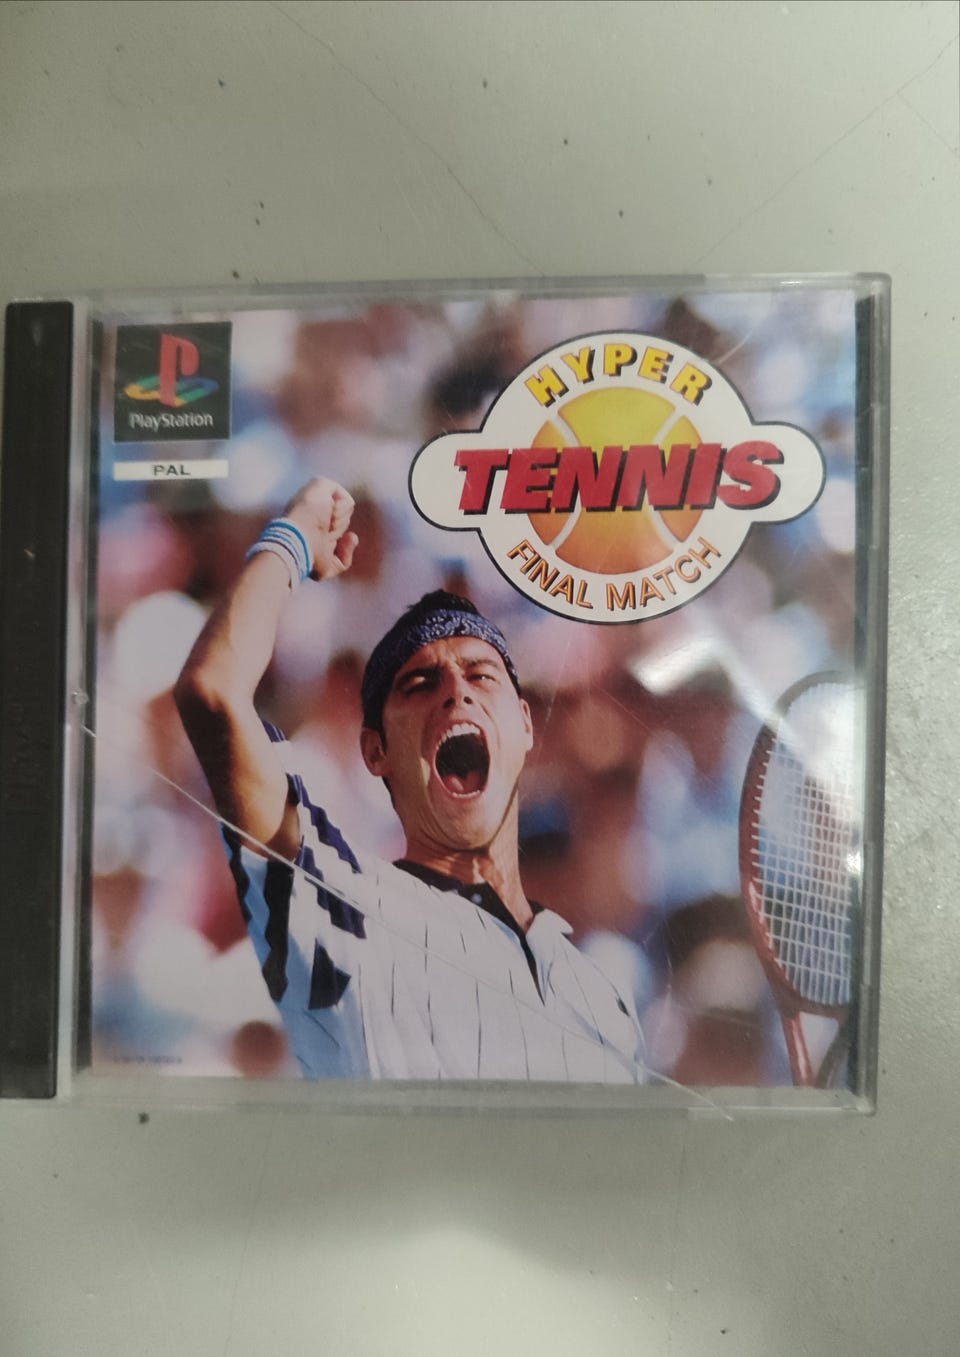 PlayStation
PAL
HYPER
TENNIS
FINAL MATCH